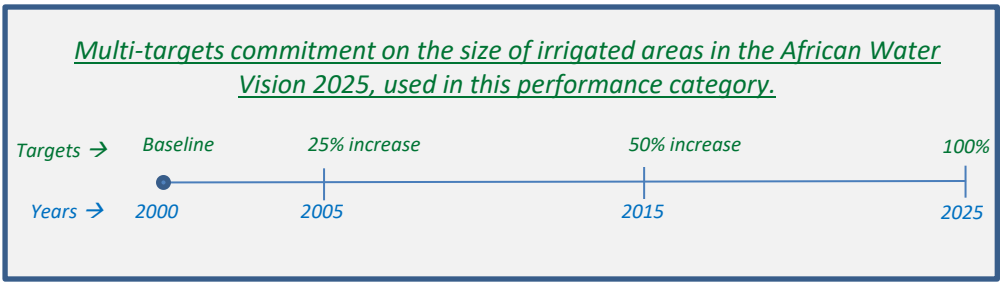 Multi-targets commitment on the size of irrigated areas in the African Water
Vision 2025, used in this performance category.
Targets → Baseline 25% increase 50% increase 100%
Years → 2000 2005 2015 2025